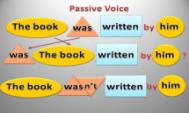 Passive Voice
The book was written by him
was The book written by him ?
The book wasn't written by him